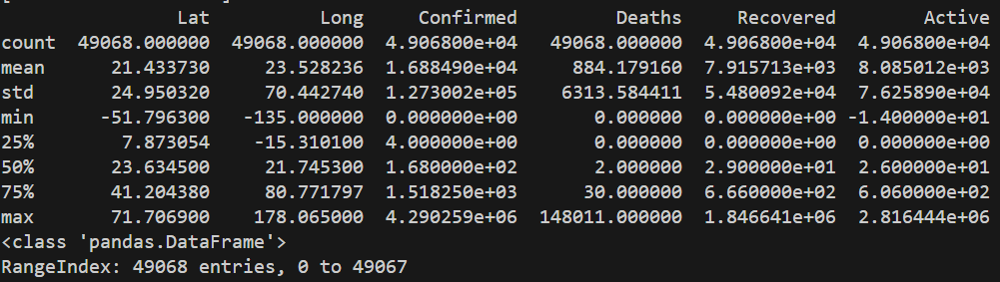 Lat Long Confirmed Deaths Recovered Active
count 49068.000000 49068.000000 4.906800e+04 49068.000000 4.906800e+04 4.906800e+04
mean 21.433730 23.528236 1.688490e+04 884.179160 7.915713e+03 8.085012e+03
std 24.950320 70.442740 1.273002e+05 6313.584411 5.480092e+04 7.625890e+04
min -51.796300 -135.000000 0.000000e+00 0.000000 0.000000e+00 -1.400000e+01
25% 7.873054 -15.310100 4.000000e+00 0.000000 0.000000e+00 0.000000e+00
50% 23.634500 21.745300 1.680000e+02 2.000000 2.900000e+01 2.600000e+01
75% 41.204380 80.771797 1.518250e+03 30.000000 6.660000e+02 6.060000e+02
max 71.706900 178.065000 4.290259e+06 148011.000000 1.846641e+06 2.816444e+06
<class 'pandas.DataFrame'>
RangeIndex: 49068 entries, 0 to 49067